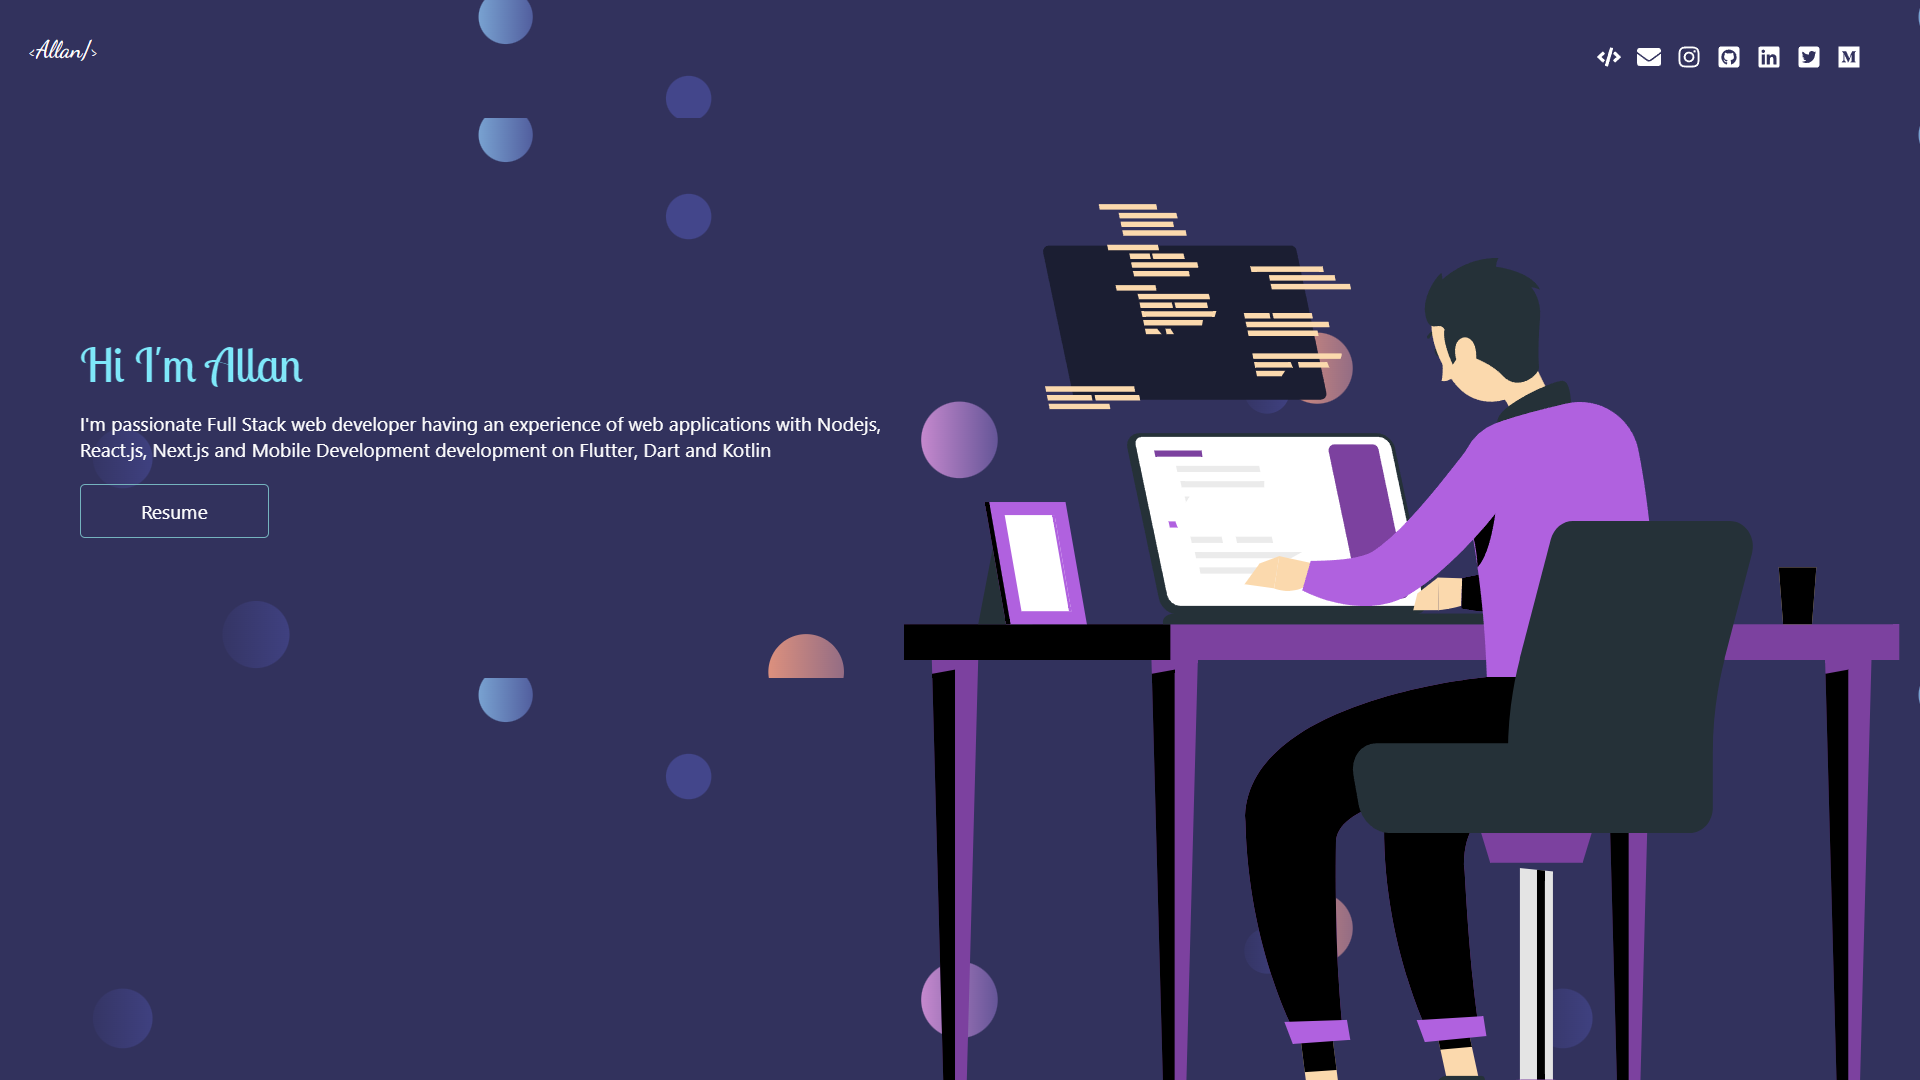 <Allan/>
Hi I'm Allan
I'm passionate Full Stack web developer having an experience of web applications with Nodejs,
React.js, Next.js and Mobile Development development on Flutter, Dart and Kotlin
Resume